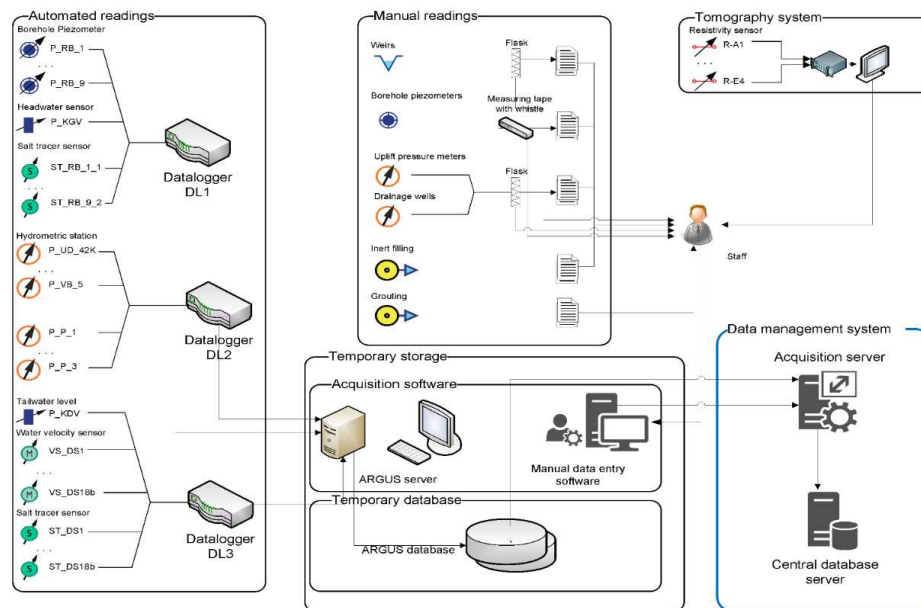 Automated readings
Borehole Piezometer
P_RB_1
...
P_RB_9
Headwater sensor
P_KGV
Salt tracer sensor
ST_RB_1_1
...
ST_RB_9_2
Datalogger
DL1
Hydrometric station
P_UD_42K
...
P_VB_5
P_P_1
...
P_P_3
Datalogger
DL2
Tailwater level
P_KDV
Water velocity sensor
VS_DS1
...
VS_DS18b
Salt tracer sensor
ST_DS1
...
ST_DS18b
Datalogger
DL3
Manual readings
Weirs
Flask
Borehole piezometers
Measuring tape
with whistle
Uplift pressure meters
Flask
Drainage wells
Inert filling
Grouting
Tomography system
Resistivity sensor
R-A1
...
R-E4
Staff
Temporary storage
Acquisition software
ARGUS server
Manual data entry
software
Temporary database
ARGUS database
Data management system
Acquisition server
Central database
server